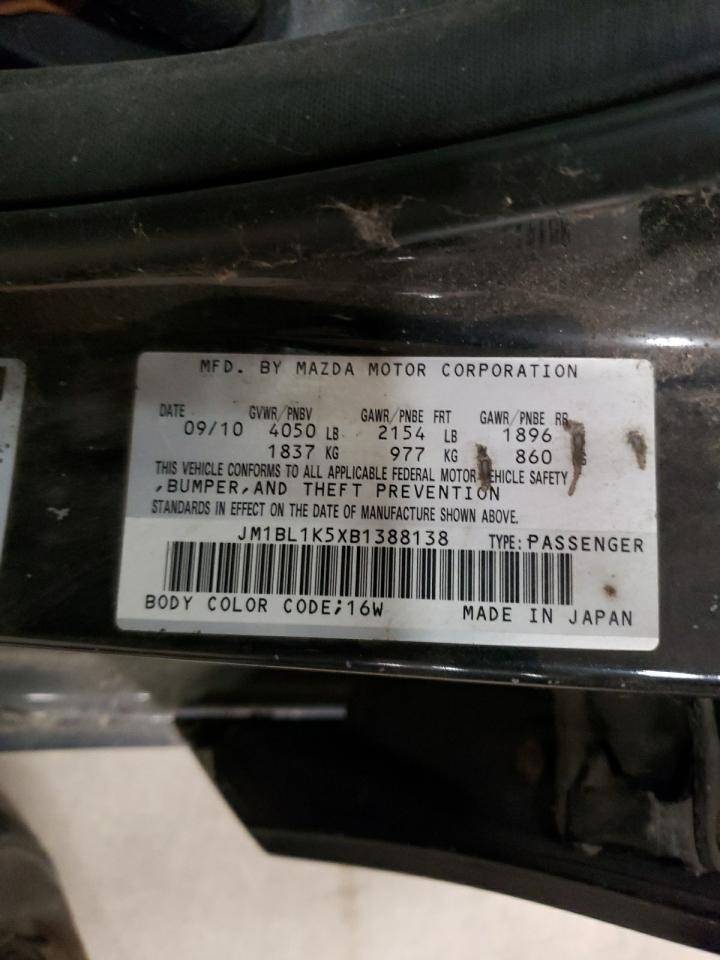 MFD. BY MAZDA MOTOR CORPORATION
DATE GVWR/PNBV GAWR/PNBE FRT GAWR/PNBE RR
09/10 4050 LB 2154 LB 1896
1837 KG 977 KG 860
THIS VEHICLE CONFORMS TO ALL APPLICABLE FEDERAL MOTOR VEHICLE SAFETY
,BUMPER,AND THEFT PREVENTION
STANDARDS IN EFFECT ON THE DATE OF MANUFACTURE SHOWN ABOVE.
JM1BL1K5XB1388138 TYPE:PASSENGER
BODY COLOR CODE;16W MADE IN JAPAN